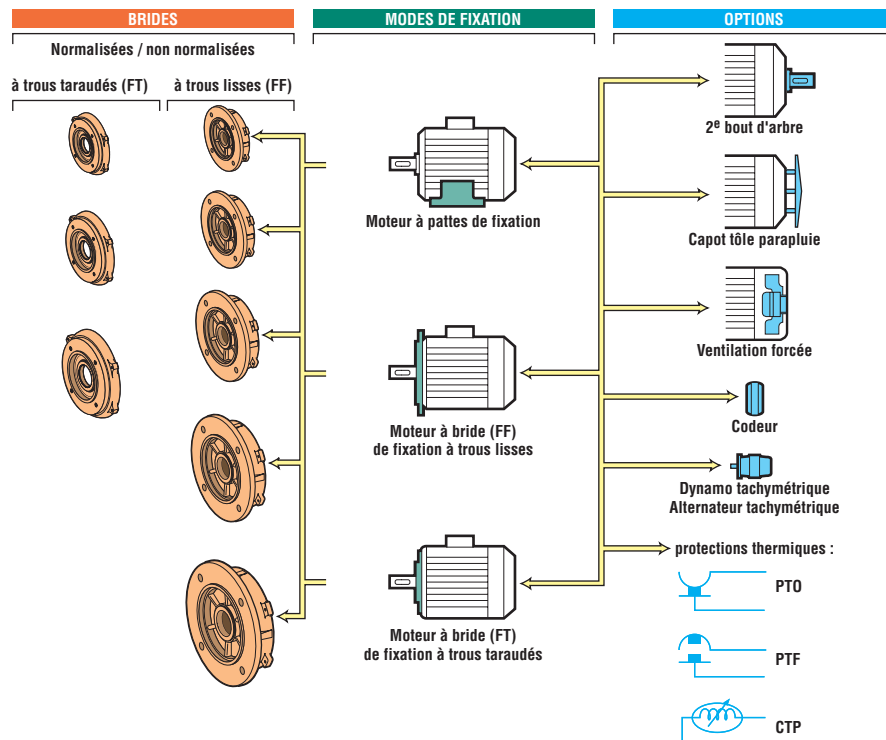 BRIDES
MODES DE FIXATION
OPTIONS
Normalisées / non normalisées
à trous taraudés (FT)
à trous lisses (FF)
Moteur à pattes de fixation
Moteur à bride (FF)
de fixation à trous lisses
Moteur à bride (FT)
de fixation à trous taraudés
2e bout d'arbre
Capot tôle parapluie
Ventilation forcée
Codeur
Dynamo tachymétrique
Alternateur tachymétrique
protections thermiques :
PTO
PTF
CTP